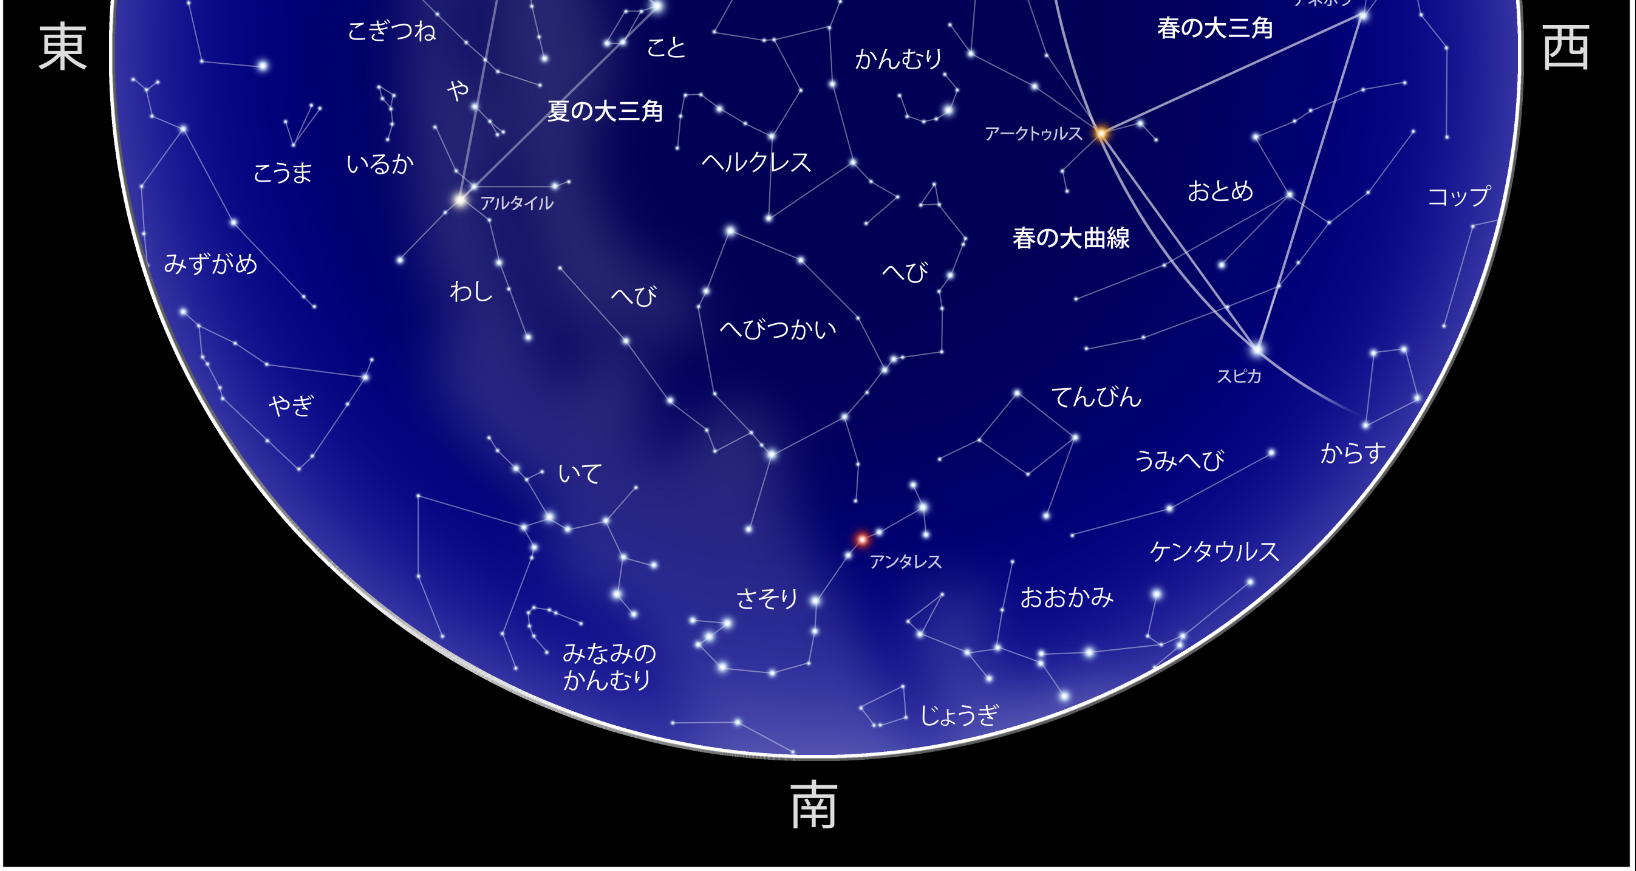 デネボラ
東
こぎつね
こと
かんむり
春の大三角
西
や
夏の大三角
アークトゥルス
こうま
いるか
ヘルクレス
おとめ
コップ
アルタイル
春の大曲線
みずがめ
わし
へび
へび
へびつかい
スピカ
やぎ
てんびん
からす
いて
うみへび
ケンタウルス
アンタレス
さそり
おおかみ
みなみの
かんむり
じょうぎ
南